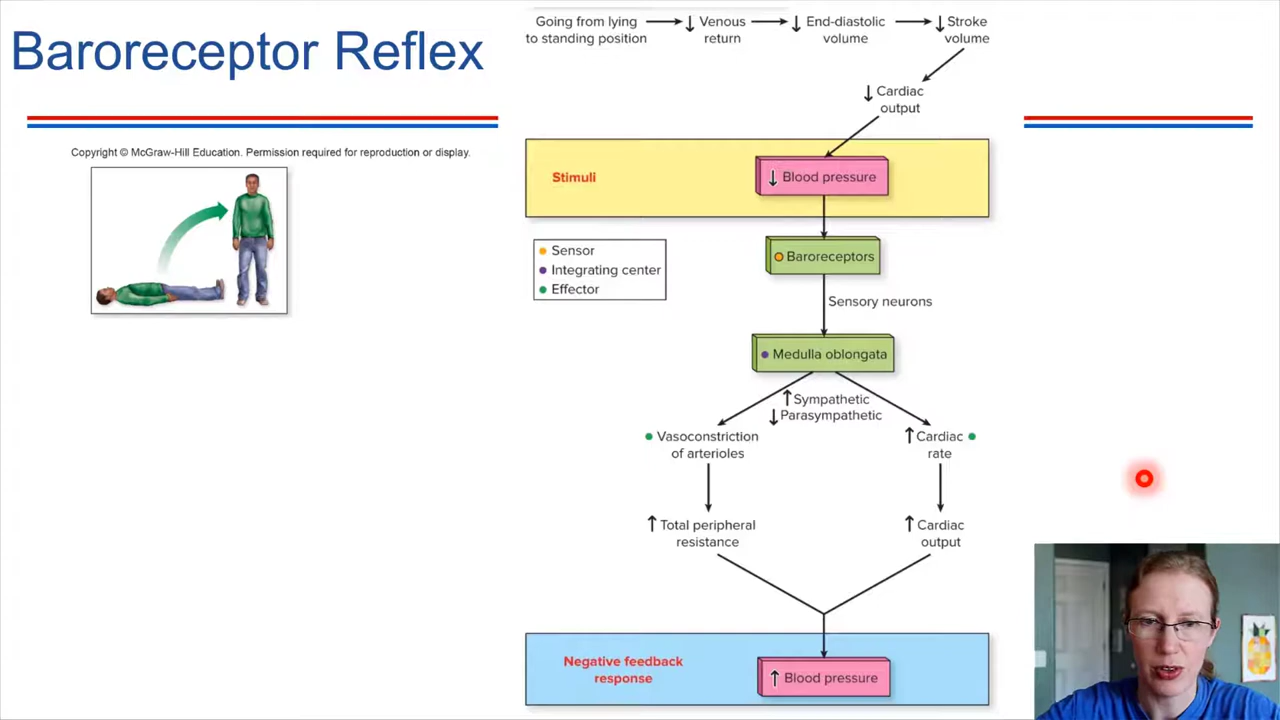 Baroreceptor Reflex
Copyright © McGraw-Hill Education. Permission required for reproduction or display.
Going from lying
to standing position
↓ Venous
return
↓ End-diastolic
volume
↓ Stroke
volume
↓ Cardiac
output
Stimuli
↓ Blood pressure
Sensor
Integrating center
Effector
Baroreceptors
Sensory neurons
Medulla oblongata
↑ Sympathetic
↓ Parasympathetic
Vasoconstriction
of arterioles
↑ Cardiac
rate
↑ Total peripheral
resistance
↑ Cardiac
output
Negative feedback
response
↑ Blood pressure